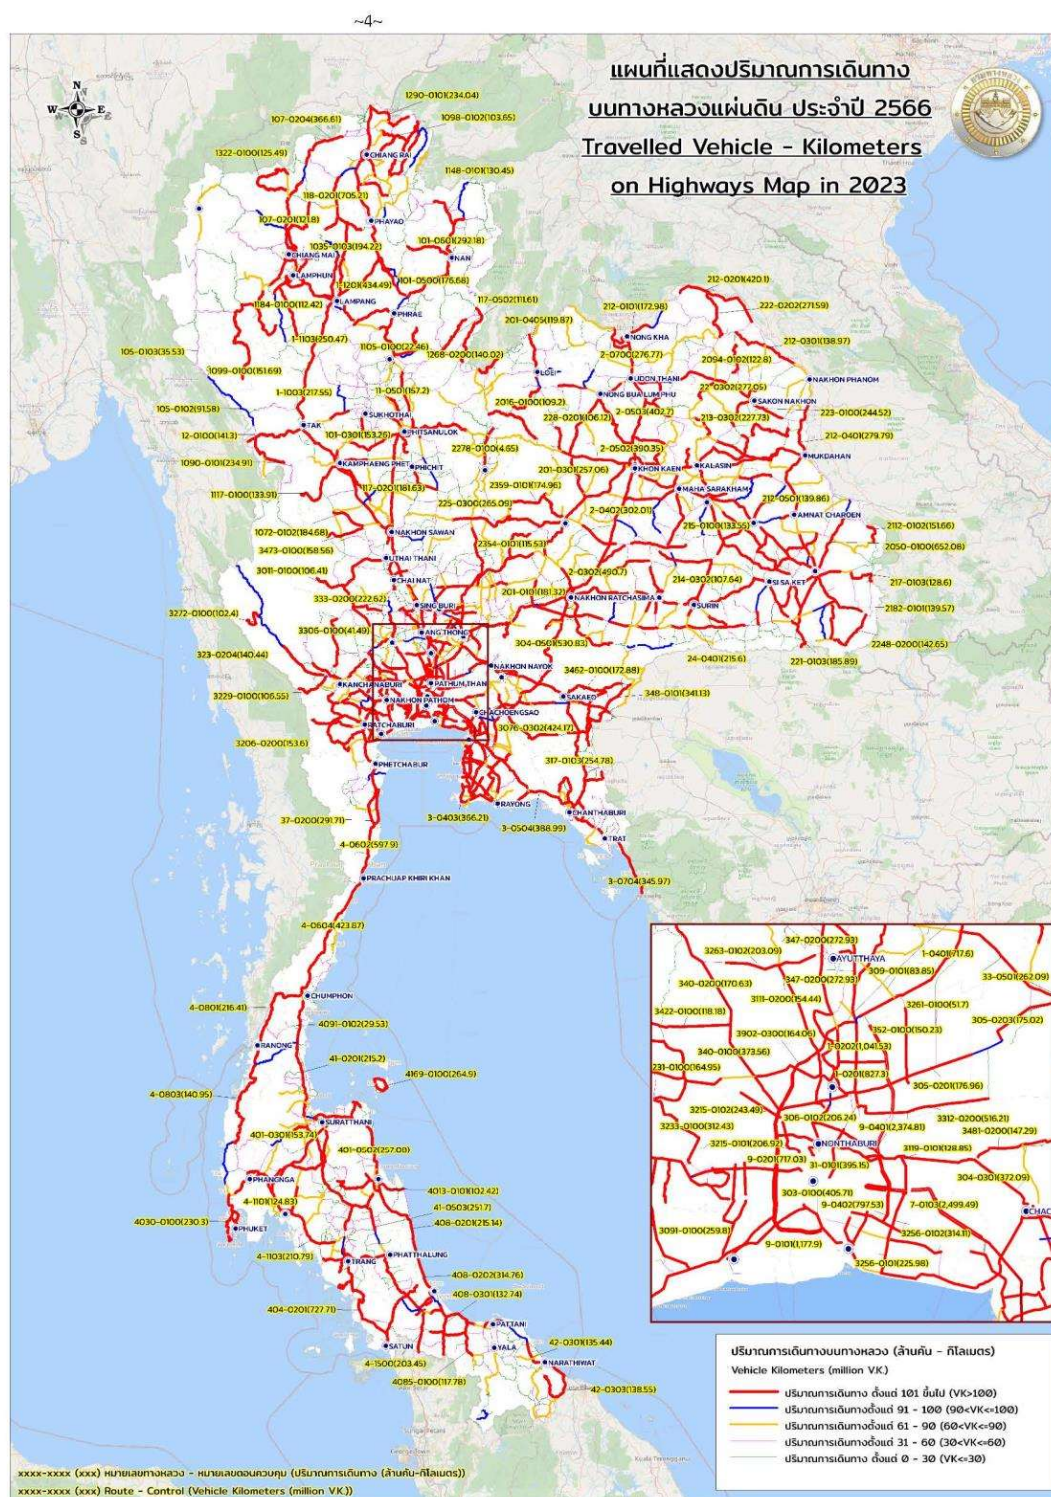 ~4~
แผนที่แสดงปริมาณการเดินทาง
บนทางหลวงแผ่นดิน ประจำปี 2566
Travelled Vehicle - Kilometers
on Highways Map in 2023
N
W E
S
1290-0101(234.04)
107-0204(366.61)
1098-0102(103.65)
CHIANG RAI
1322-0100(125.49)
1148-0101(130.45)
118-0201(705.21)
107-0201(121.8)
PHAYAO
1035-0103(194.22)
101-0601(292.18)
CHIANG MAI
NAN
LAMPHUN
101-0500(176.68)
1-1201(434.49)
212-0201(420.1)
1184-0100(112.42)
LAMPANG
117-0502(111.61)
212-0101(172.98)
222-0202(271.59)
PHRAE
201-0405(119.87)
1-1103(250.47)
NONG KHA
212-0301(138.97)
1105-0100(22.46)
105-0103(35.53)
1268-0200(140.02)
2-0700(276.77)
2094-0102(122.8)
1099-0100(151.69)
LOEI
UDON THANI
NAKHON PHANOM
11-0501(157.2)
22-0302(277.05)
1-1003(217.55)
2016-0100(109.2)
NONG BUA LUMPHU
SAKON NAKHON
105-0102(91.58)
SUKHOTHAI
228-0201(106.12)
2-0503(402.7)
213-0302(227.73)
223-0100(244.52)
12-0100(141.3)
TAK
101-0301(153.26)
PHITSANULOK
2278-0100(4.65)
2-0502(390.35)
212-0401(279.79)
1090-0101(234.91)
KAMPHAENG PHET
PHICHIT
201-0301(257.06)
KHON KAEN
KALASIN
MUKDAHAN
117-0201(181.63)
2359-0101(174.96)
MAHA SARAKHAM
1117-0100(133.91)
225-0300(265.09)
2-0402(302.01)
212-0501(139.86)
215-0100(133.55)
AMNAT CHAROEN
1072-0102(184.68)
NAKHON SAWAN
2112-0102(151.66)
3473-0100(158.56)
2354-0101(115.53)
2050-0100(652.08)
UTHAI THANI
3011-0100(106.41)
2-0302(490.7)
CHAI NAT
214-0302(107.64)
SI SA KET
217-0103(128.6)
333-0200(222.62)
201-0101(181.32)
NAKHON RATCHASIMA
3272-0100(102.4)
SING BURI
SURIN
2182-0101(139.57)
3306-0100(41.49)
ANG THONG
304-0501(530.83)
2248-0200(142.65)
323-0204(140.44)
NAKHON NAYOK
3462-0100(172.88)
24-0401(215.6)
221-0103(185.89)
KANCHANABURI
PATHUM THAN
3229-0100(106.55)
NAKHON PATHOM
SAKAEO
348-0101(341.13)
CHACHOENGSAO
RATCHABURI
3076-0302(424.17)
3206-0200(153.6)
317-0103(254.78)
PHETCHABUR
37-0200(291.71)
RAYONG
CHANTHABURI
3-0403(366.21)
3-0504(388.99)
4-0602(597.9)
TRAT
PRACHUAP KHIRI KHAN
3-0704(345.97)
4-0604(423.87)
CHUMPHON
4-0801(216.41)
4091-0102(29.53)
RANONG
41-0201(215.2)
4169-0100(264.9)
4-0803(140.95)
SURATTHANI
401-0301(153.74)
401-0502(257.08)
PHANGNGA
4013-0101(102.42)
4-1101(124.83)
41-0503(251.7)
4030-0100(230.3)
408-0201(215.14)
PHUKET
PHATTHALUNG
4-1103(210.79)
TRANG
408-0202(314.76)
408-0301(132.74)
404-0201(727.71)
PATTANI
SATUN
YALA
42-0301(135.44)
4-1500(203.45)
NARATHIWAT
4085-0100(117.78)
42-0303(138.55)
347-0200(272.93)
3263-0102(203.09)
1-0401(717.6)
AYUTTHAYA
309-0101(83.85)
347-0200(272.93)
33-0501(262.09)
340-0200(170.63)
3111-0200(154.44)
3261-0100(51.7)
3422-0100(118.18)
305-0203(175.02)
3902-0300(164.06)
352-0100(150.23)
1-0202(1,041.53)
340-0100(373.56)
231-0100(164.95)
1-0201(827.3)
305-0201(176.96)
3215-0102(243.49)
306-0102(206.24)
3312-0200(516.21)
3233-0100(312.43)
9-0401(2,374.81)
3481-0200(147.29)
3215-0101(206.92)
NONTHABURI
3119-0101(128.85)
9-0201(717.03)
31-0101(395.15)
304-0301(372.09)
303-0100(405.71)
7-0103(2,499.49)
9-0402(797.53)
CHAC
3091-0100(259.8)
3256-0102(314.11)
9-0101(1,177.9)
3256-0101(225.98)
ปริมาณการเดินทางบนทางหลวง (ล้านคัน - กิโลเมตร)
Vehicle Kilometers (million V.K.)
ปริมาณการเดินทาง ตั้งแต่ 101 ขึ้นไป (VK>100)
ปริมาณการเดินทางตั้งแต่ 91 - 100 (90<VK<=100)
ปริมาณการเดินทางตั้งแต่ 61 - 90 (60<VK<=90)
ปริมาณการเดินทางตั้งแต่ 31 - 60 (30<VK<=60)
ปริมาณการเดินทาง ตั้งแต่ 0 - 30 (VK<=30)
xxxx-xxxx (xxx) หมายเลขทางหลวง - หมายเลขตอนควบคุม (ปริมาณการเดินทาง (ล้านคัน-กิโลเมตร))
xxxx-xxxx (xxx) Route - Control (Vehicle Kilometers (million V.K.))